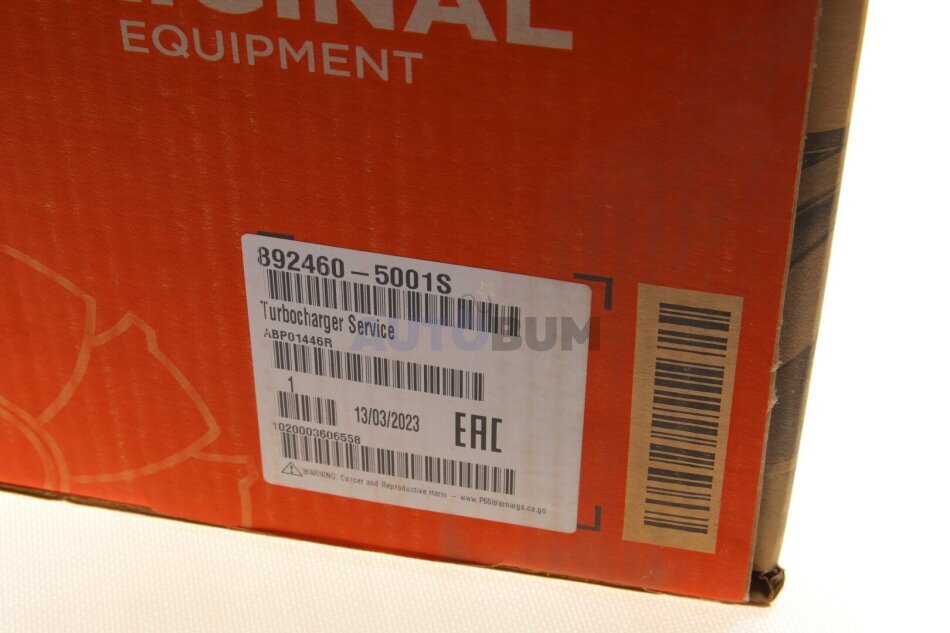 EQUIPMENT
892460-5001S
Turbocharger Service
AUTOBUM
ABP01446R
1
13/03/2023
EAC
1020003606558
WARNING: Cancer and Reproductive Harm - www.P65Warnings.ca.go